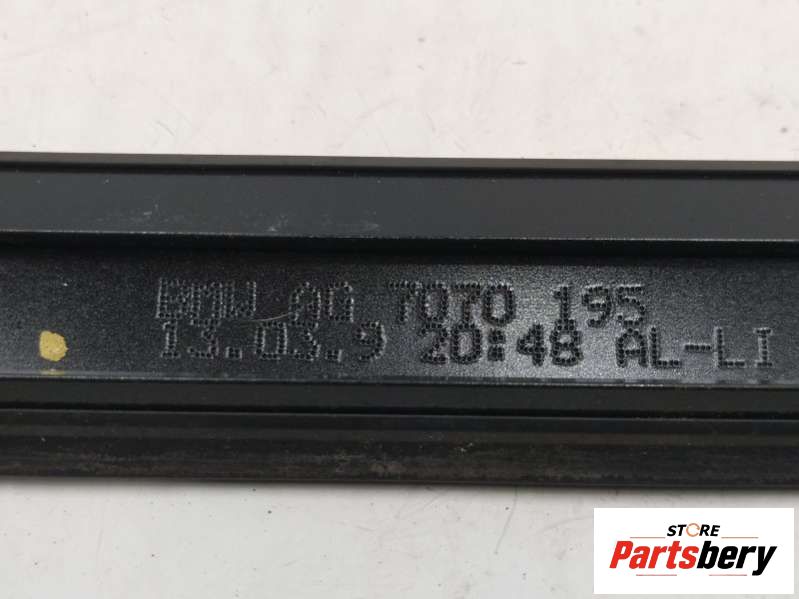 BMW AG 7070 195
13.03.9 20:48 AL-LI
STORE
Partsbery